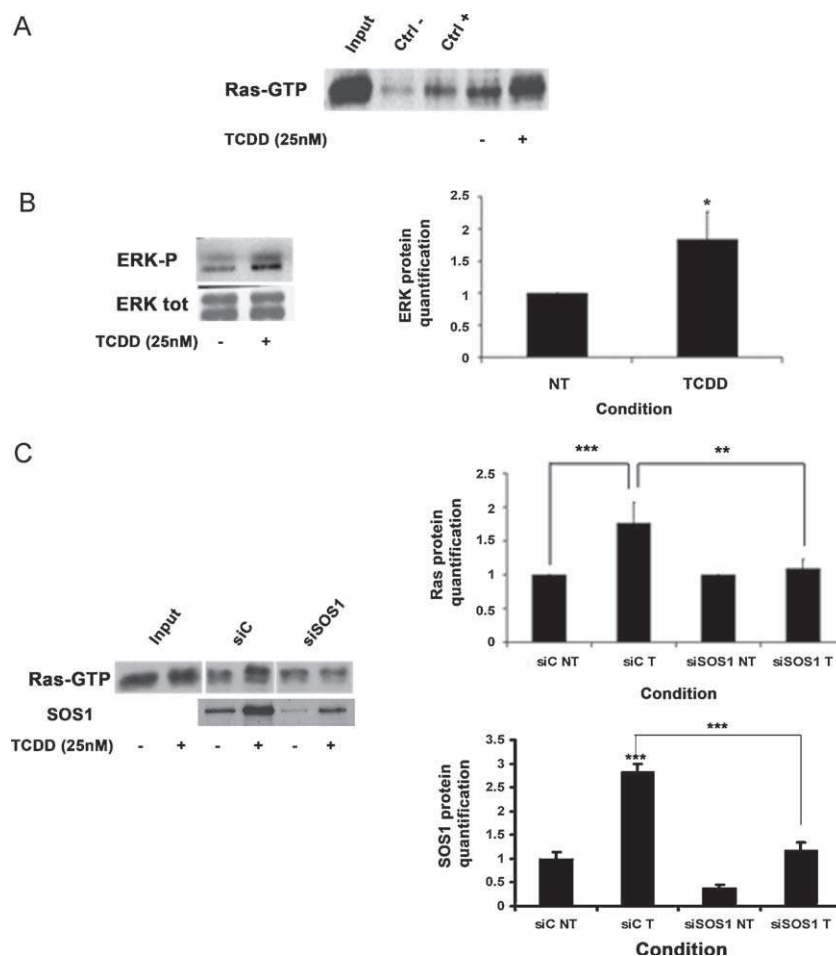 A
Input Ctrl - Ctrl +
Ras-GTP
TCDD (25nM) - +
B
ERK-P
ERK tot
TCDD (25nM) - +
2.5
2
1.5
1
0.5
0
ERK protein
quantification
*
NT TCDD
Condition
C
Input siC siSOS1
Ras-GTP
SOS1
TCDD (25nM) - + - + - +
*** **
2.5
2
1.5
1
0.5
0
Ras protein
quantification
siC NT siC T siSOS1 NT siSOS1 T
Condition
***
***
3.5
3
2.5
2
1.5
1
0.5
0
SOS1 protein
quantification
siC NT siC T siSOS1 NT siSOS1 T
Condition